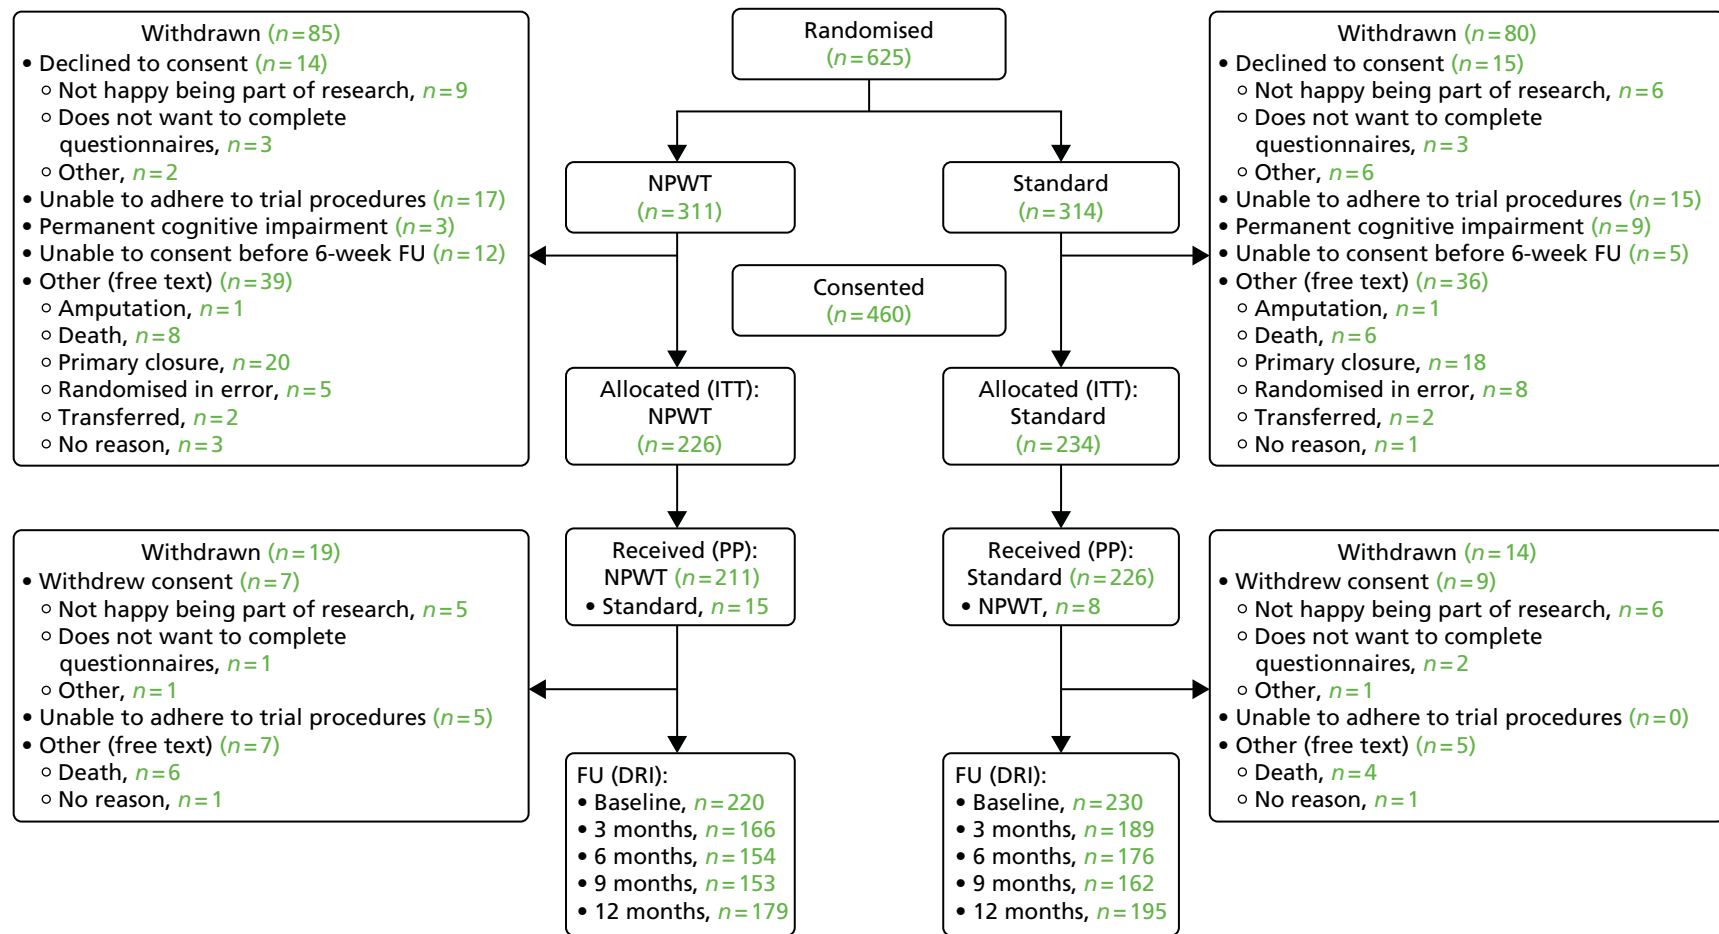 Randomised
(n=625)
Withdrawn (n=85)
• Declined to consent (n=14)
○ Not happy being part of research, n=9
○ Does not want to complete
questionnaires, n=3
○ Other, n=2
• Unable to adhere to trial procedures (n=17)
• Permanent cognitive impairment (n=3)
• Unable to consent before 6-week FU (n=12)
• Other (free text) (n=39)
○ Amputation, n=1
○ Death, n=8
○ Primary closure, n=20
○ Randomised in error, n=5
○ Transferred, n=2
○ No reason, n=3
NPWT
(n=311)
Standard
(n=314)
Withdrawn (n=80)
• Declined to consent (n=15)
○ Not happy being part of research, n=6
○ Does not want to complete
questionnaires, n=3
○ Other, n=6
• Unable to adhere to trial procedures (n=15)
• Permanent cognitive impairment (n=9)
• Unable to consent before 6-week FU (n=5)
• Other (free text) (n=36)
○ Amputation, n=1
○ Death, n=6
○ Primary closure, n=18
○ Randomised in error, n=8
○ Transferred, n=2
○ No reason, n=1
Consented
(n=460)
Allocated (ITT):
NPWT
(n=226)
Allocated (ITT):
Standard
(n=234)
Received (PP):
NPWT (n=211)
• Standard, n=15
Received (PP):
Standard (n=226)
• NPWT, n=8
Withdrawn (n=19)
• Withdrew consent (n=7)
○ Not happy being part of research, n=5
○ Does not want to complete
questionnaires, n=1
○ Other, n=1
• Unable to adhere to trial procedures (n=5)
• Other (free text) (n=7)
○ Death, n=6
○ No reason, n=1
Withdrawn (n=14)
• Withdrew consent (n=9)
○ Not happy being part of research, n=6
○ Does not want to complete
questionnaires, n=2
○ Other, n=1
• Unable to adhere to trial procedures (n=0)
• Other (free text) (n=5)
○ Death, n=4
○ No reason, n=1
FU (DRI):
• Baseline, n=220
• 3 months, n=166
• 6 months, n=154
• 9 months, n=153
• 12 months, n=179
FU (DRI):
• Baseline, n=230
• 3 months, n=189
• 6 months, n=176
• 9 months, n=162
• 12 months, n=195